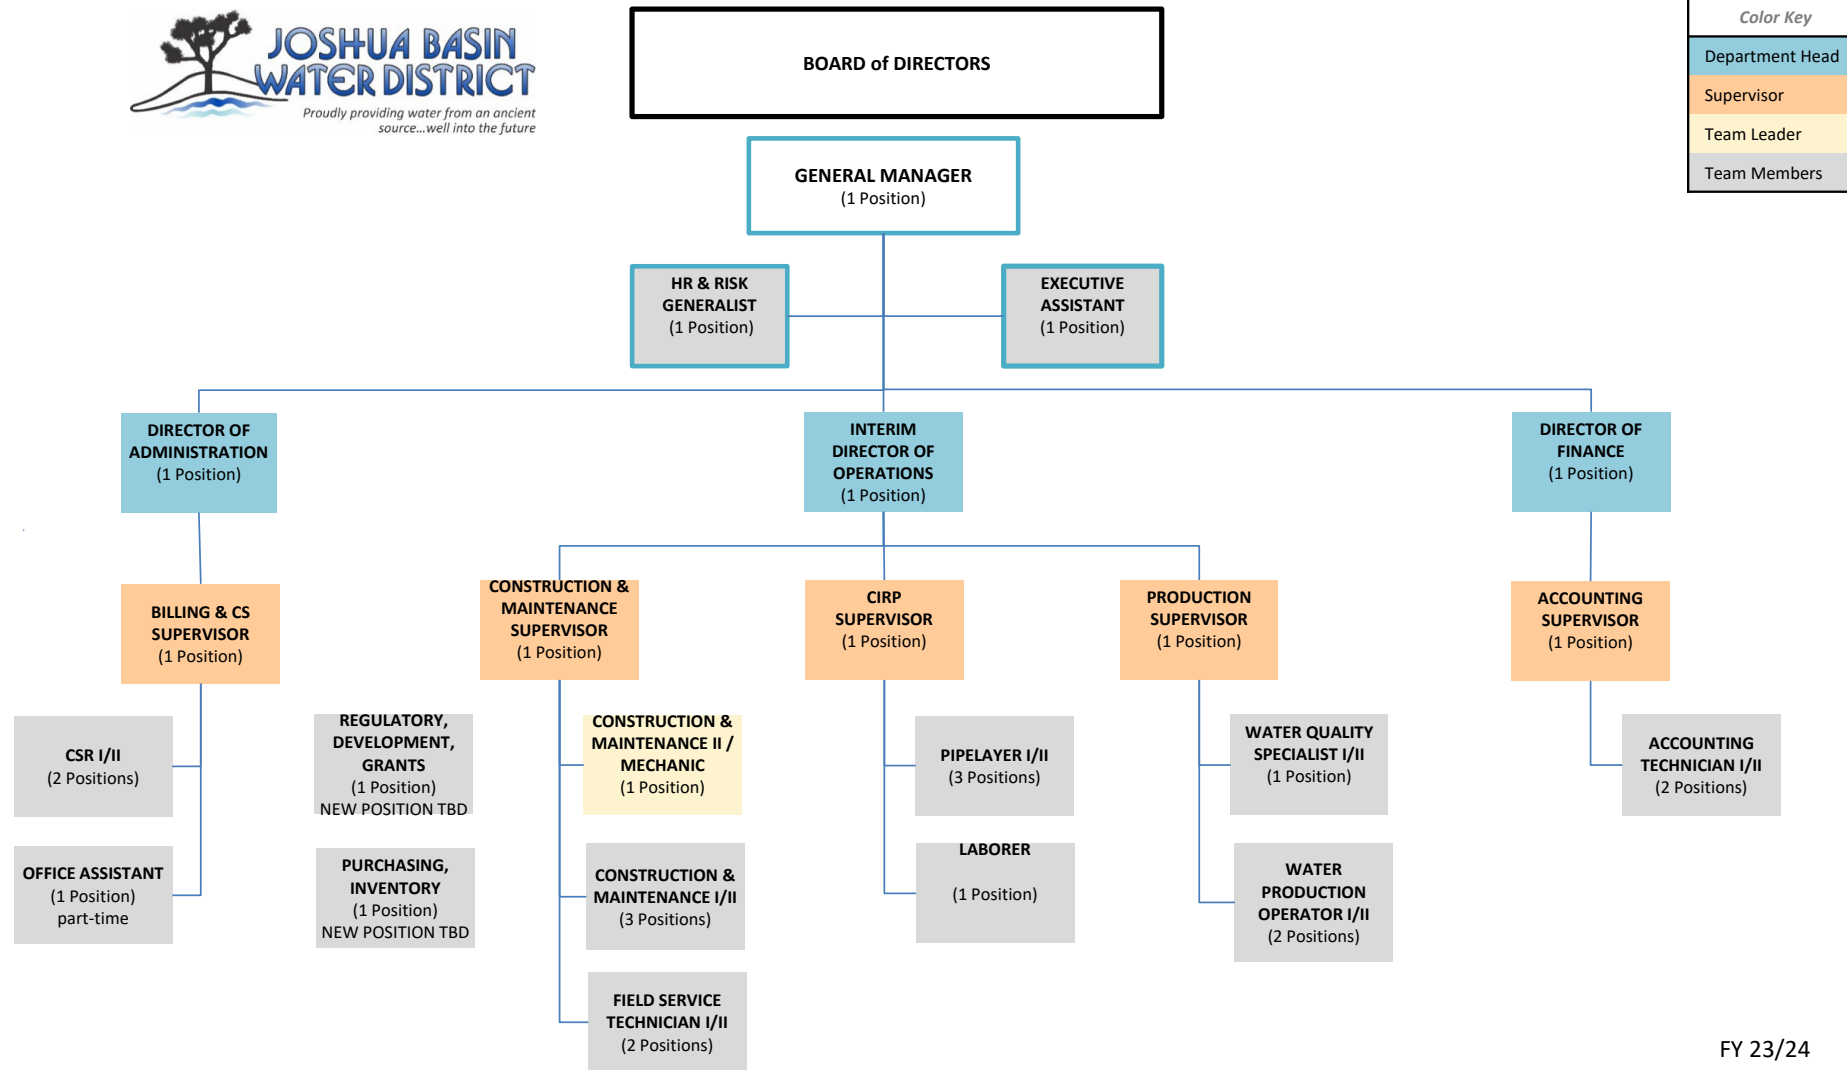 JOSHUA BASIN
WATER DISTRICT
Proudly providing water from an ancient
source...well into the future
BOARD of DIRECTORS
Color Key
Department Head
Supervisor
Team Leader
Team Members
GENERAL MANAGER
(1 Position)
HR & RISK
GENERALIST
(1 Position)
EXECUTIVE
ASSISTANT
(1 Position)
DIRECTOR OF
ADMINISTRATION
(1 Position)
INTERIM
DIRECTOR OF
OPERATIONS
(1 Position)
DIRECTOR OF
FINANCE
(1 Position)
BILLING & CS
SUPERVISOR
(1 Position)
CONSTRUCTION &
MAINTENANCE
SUPERVISOR
(1 Position)
CIRP
SUPERVISOR
(1 Position)
PRODUCTION
SUPERVISOR
(1 Position)
ACCOUNTING
SUPERVISOR
(1 Position)
CSR I/II
(2 Positions)
REGULATORY,
DEVELOPMENT,
GRANTS
(1 Position)
NEW POSITION TBD
CONSTRUCTION &
MAINTENANCE II /
MECHANIC
(1 Position)
PIPELAYER I/II
(3 Positions)
WATER QUALITY
SPECIALIST I/II
(1 Position)
ACCOUNTING
TECHNICIAN I/II
(2 Positions)
OFFICE ASSISTANT
(1 Position)
part-time
PURCHASING,
INVENTORY
(1 Position)
NEW POSITION TBD
CONSTRUCTION &
MAINTENANCE I/II
(3 Positions)
LABORER
(1 Position)
WATER
PRODUCTION
OPERATOR I/II
(2 Positions)
FIELD SERVICE
TECHNICIAN I/II
(2 Positions)
FY 23/24